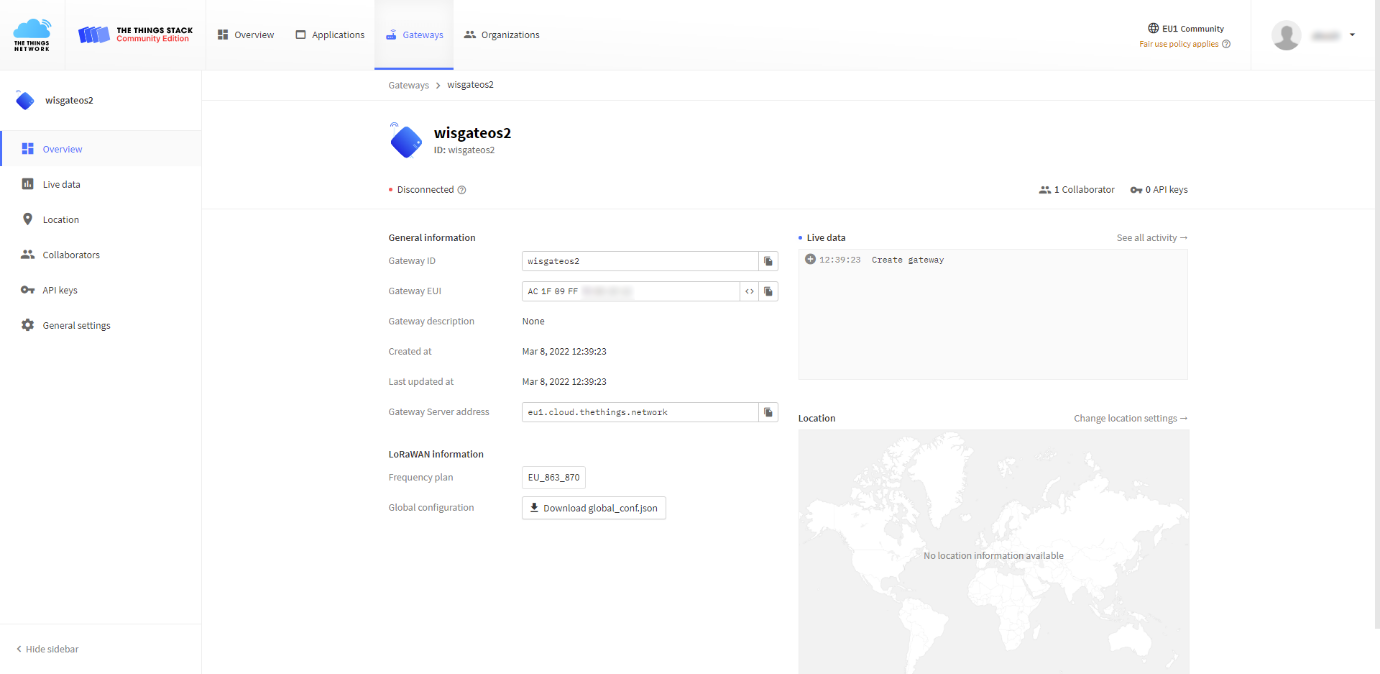 THE THINGS NETWORK
THE THINGS STACK
Community Edition
Overview
Applications
Gateways
Organizations
EU1 Community
Fair use policy applies
wisgateos2
Overview
Live data
Location
Collaborators
API keys
General settings
Hide sidebar
Gateways > wisgateos2
wisgateos2
ID: wisgateos2
Disconnected
1 Collaborator
0 API keys
General information
Gateway ID wisgateos2
Gateway EUI AC 1F 09 FF
Gateway description None
Created at Mar 8, 2022 12:39:23
Last updated at Mar 8, 2022 12:39:23
Gateway Server address eu1.cloud.thethings.network
LoRaWAN information
Frequency plan EU_863_870
Global configuration Download global_conf.json
Live data
See all activity →
12:39:23 Create gateway
Location
Change location settings →
No location information available